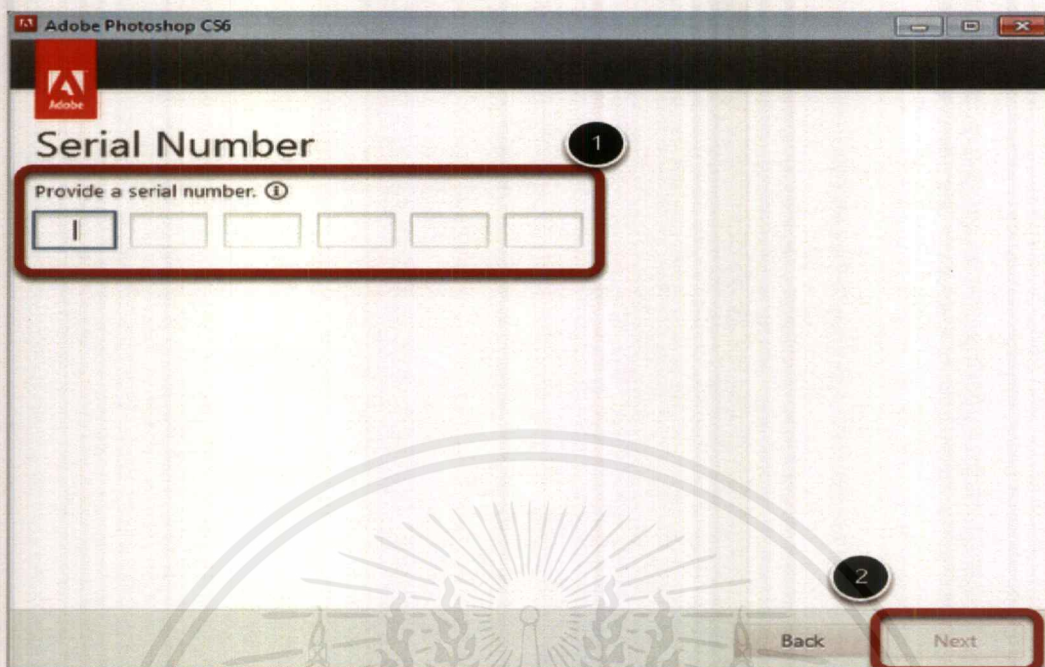 Adobe Photoshop CS6
Adobe
Serial Number
1
Provide a serial number.
2
Back
Next